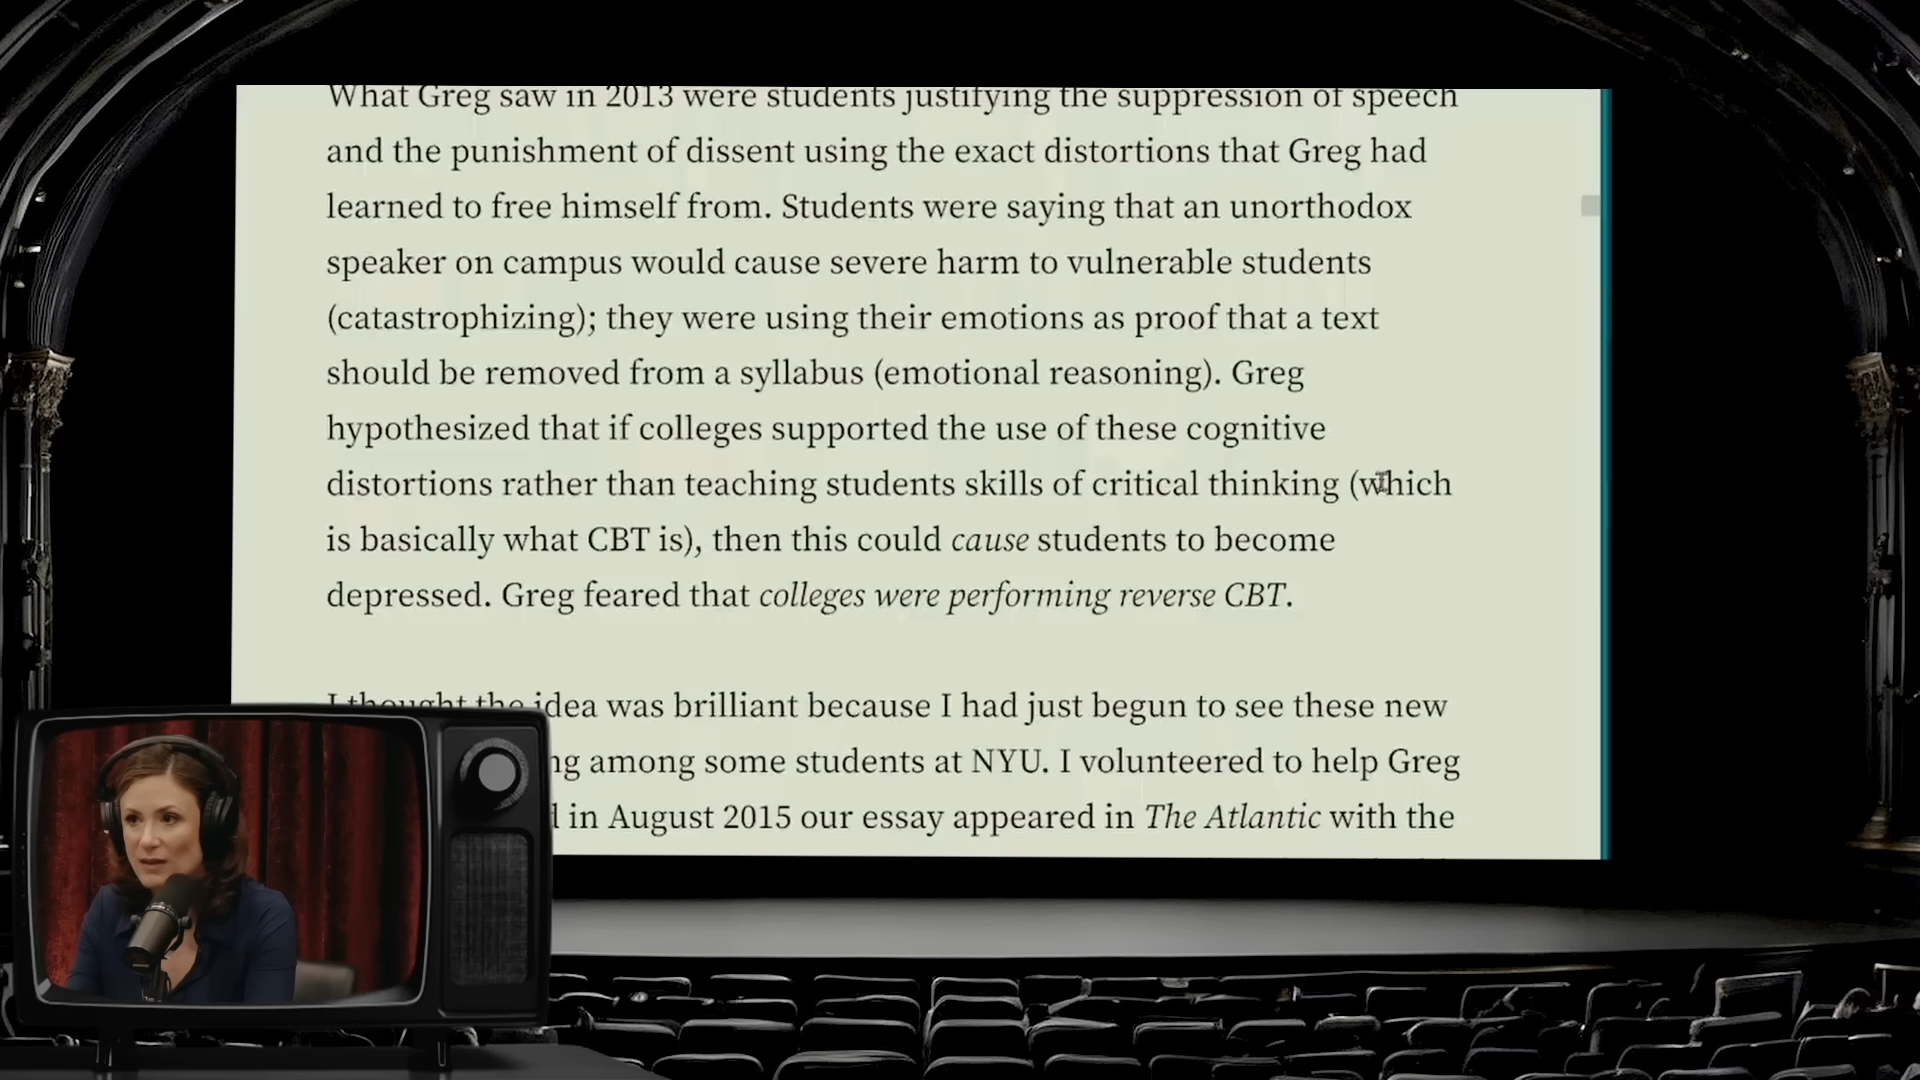 What Greg saw in 2013 were students justifying the suppression of speech
and the punishment of dissent using the exact distortions that Greg had
learned to free himself from. Students were saying that an unorthodox
speaker on campus would cause severe harm to vulnerable students
(catastrophizing); they were using their emotions as proof that a text
should be removed from a syllabus (emotional reasoning). Greg
hypothesized that if colleges supported the use of these cognitive
distortions rather than teaching students skills of critical thinking (which
is basically what CBT is), then this could cause students to become
depressed. Greg feared that colleges were performing reverse CBT.
I thought the idea was brilliant because I had just begun to see these new
among some students at NYU. I volunteered to help Greg
in August 2015 our essay appeared in The Atlantic with the